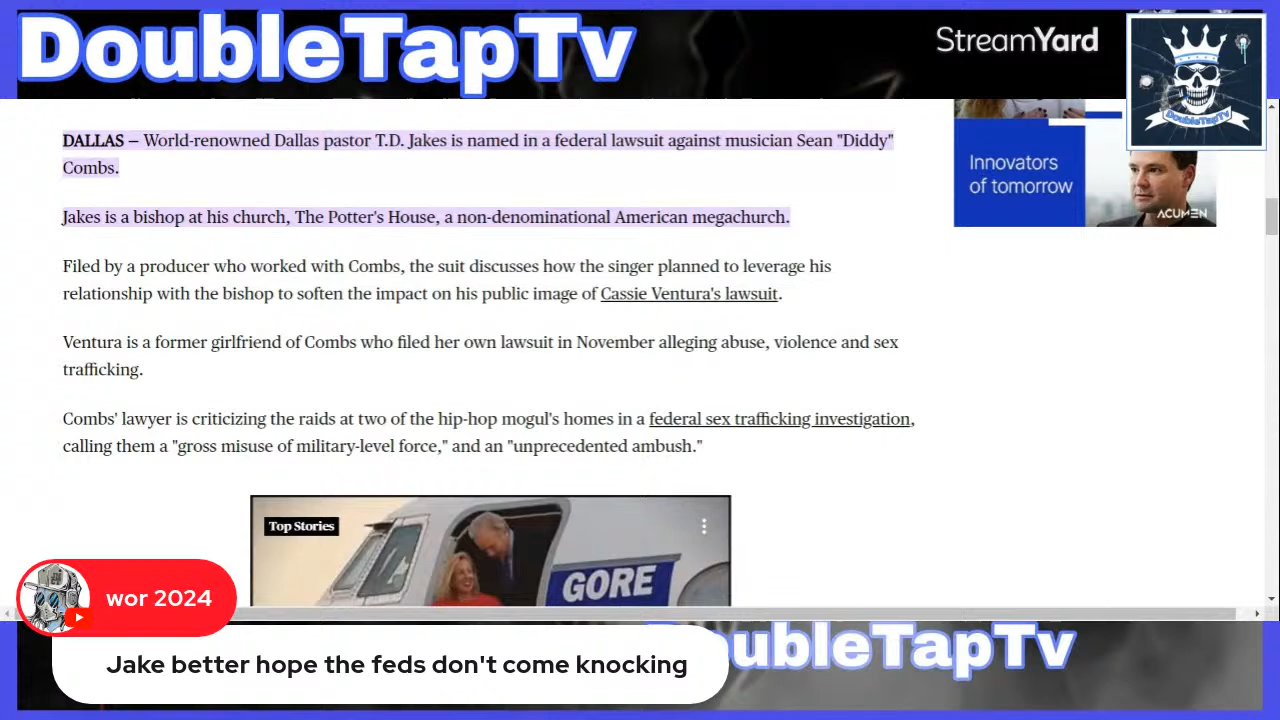 DoubleTapTv
StreamYard
DoubleTapTv
DALLAS – World-renowned Dallas pastor T.D. Jakes is named in a federal lawsuit against musician Sean "Diddy"
Combs.
Jakes is a bishop at his church, The Potter's House, a non-denominational American megachurch.
Innovators
of tomorrow
ACUMEN
Filed by a producer who worked with Combs, the suit discusses how the singer planned to leverage his
relationship with the bishop to soften the impact on his public image of Cassie Ventura's lawsuit.
Ventura is a former girlfriend of Combs who filed her own lawsuit in November alleging abuse, violence and sex
trafficking.
Combs' lawyer is criticizing the raids at two of the hip-hop mogul's homes in a federal sex trafficking investigation,
calling them a "gross misuse of military-level force," and an "unprecedented ambush."
Top Stories
GORE
wor 2024
Jake better hope the feds don't come knocking
ubleTapTv